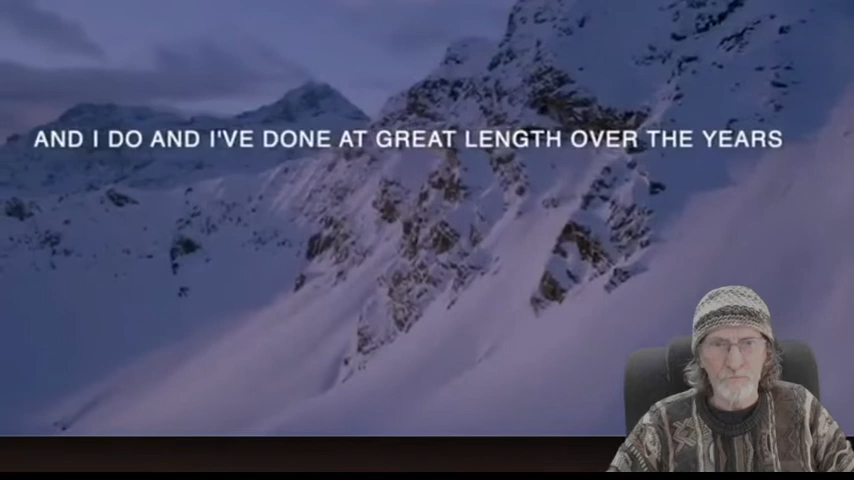 AND I DO AND I'VE DONE AT GREAT LENGTH OVER THE YEARS